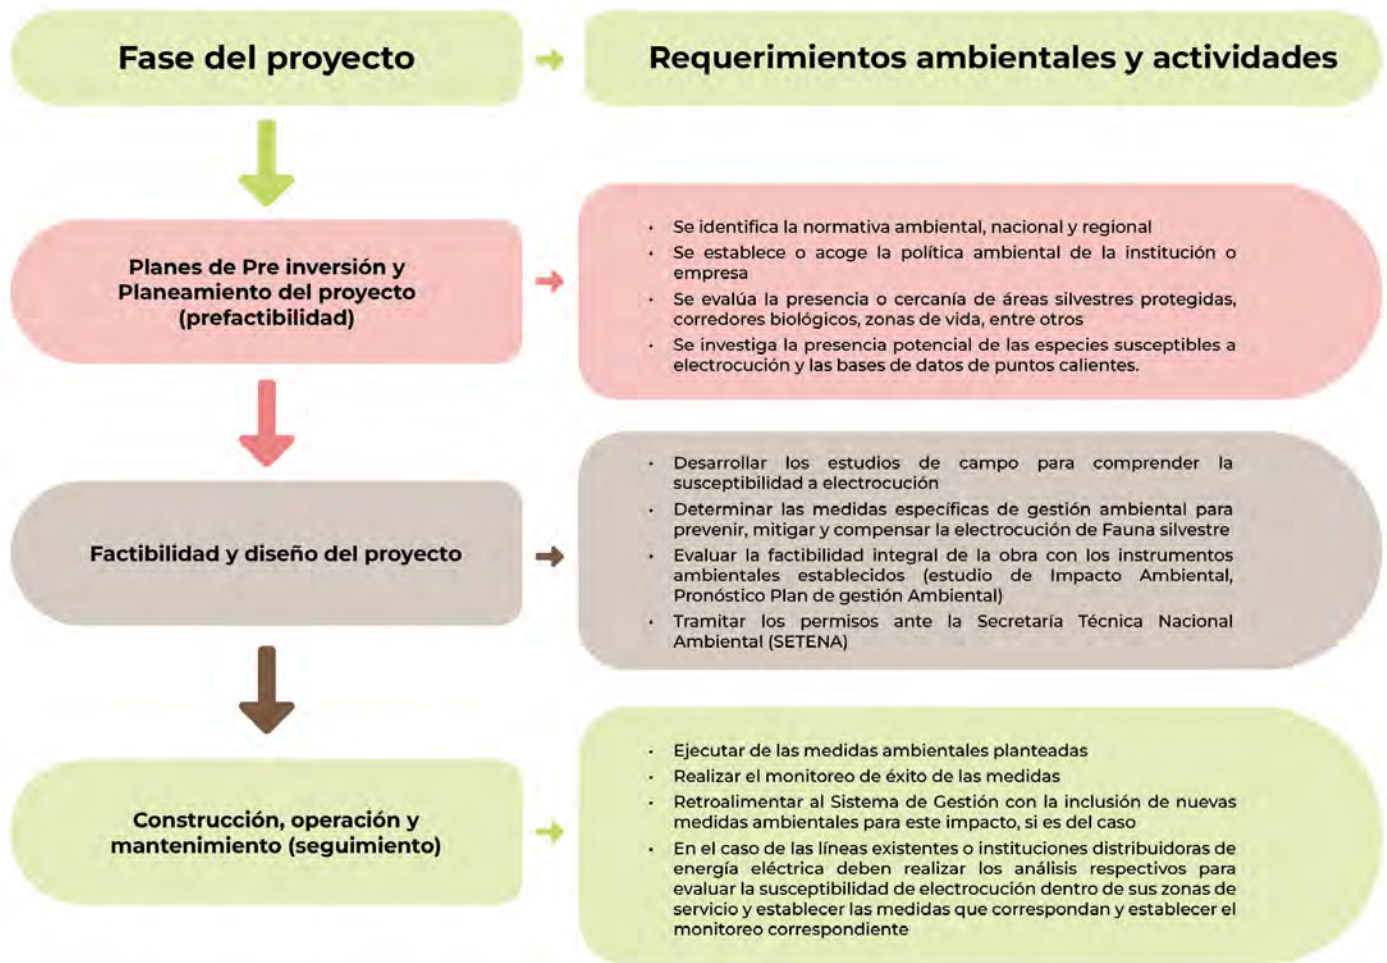 Fase del proyecto
Requerimientos ambientales y actividades
Planes de Pre inversión y
Planeamiento del proyecto
(prefactibilidad)
• Se identifica la normativa ambiental, nacional y regional
• Se establece o acoge la política ambiental de la institución o
empresa
• Se evalúa la presencia o cercanía de áreas silvestres protegidas,
corredores biológicos, zonas de vida, entre otros
• Se investiga la presencia potencial de las especies susceptibles a
electrocución y las bases de datos de puntos calientes.
Factibilidad y diseño del proyecto
• Desarrollar los estudios de campo para comprender la
susceptibilidad a electrocución
• Determinar las medidas específicas de gestión ambiental para
prevenir, mitigar y compensar la electrocución de Fauna silvestre
• Evaluar la factibilidad integral de la obra con los instrumentos
ambientales establecidos (estudio de Impacto Ambiental,
Pronóstico Plan de gestión Ambiental)
• Tramitar los permisos ante la Secretaría Técnica Nacional
Ambiental (SETENA)
Construcción, operación y
mantenimiento (seguimiento)
• Ejecutar de las medidas ambientales planteadas
• Realizar el monitoreo de éxito de las medidas
• Retroalimentar al Sistema de Gestión con la inclusión de nuevas
medidas ambientales para este impacto, si es del caso
• En el caso de las líneas existentes o instituciones distribuidoras de
energía eléctrica deben realizar los análisis respectivos para
evaluar la susceptibilidad de electrocución dentro de sus zonas de
servicio y establecer las medidas que correspondan y establecer el
monitoreo correspondiente